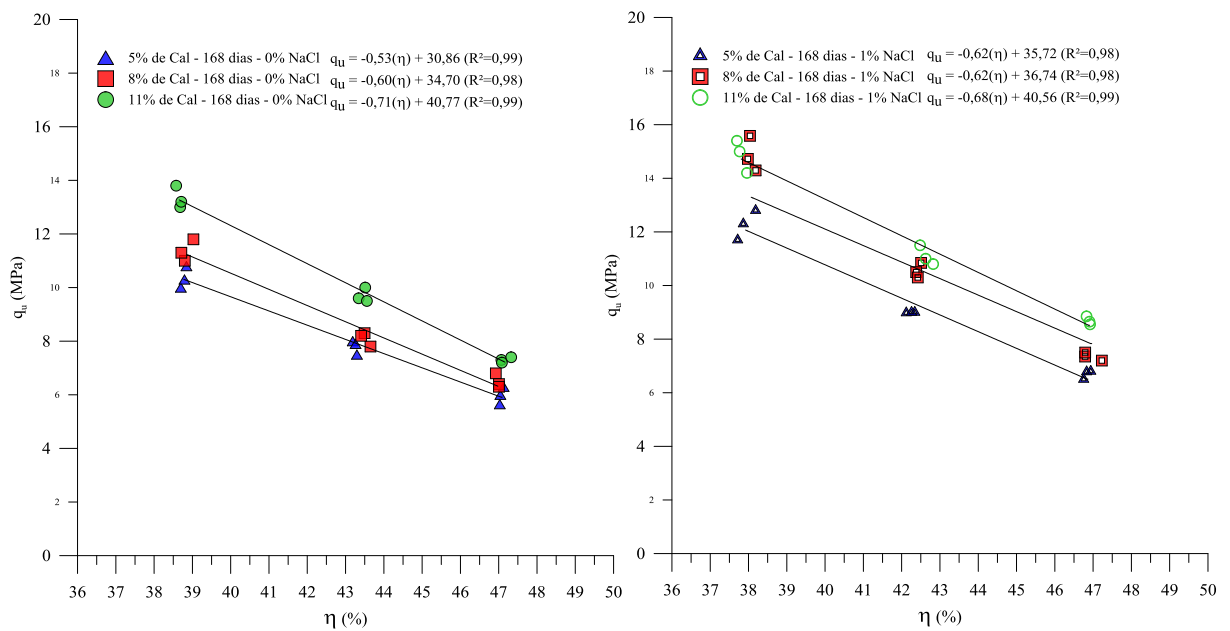 20
5% de Cal - 168 dias - 0% NaCl qu = -0,53(η) + 30,86 (R²=0,99)
8% de Cal - 168 dias - 0% NaCl qu = -0,60(η) + 34,70 (R²=0,98)
11% de Cal - 168 dias - 0% NaCl qu = -0,71(η) + 40,77 (R²=0,99)
18
16
14
12
10
8
6
4
2
0
qu (MPa)
36 37 38 39 40 41 42 43 44 45 46 47 48 49 50
η (%)
20
5% de Cal - 168 dias - 1% NaCl qu = -0,62(η) + 35,72 (R²=0,98)
8% de Cal - 168 dias - 1% NaCl qu = -0,62(η) + 36,74 (R²=0,98)
11% de Cal - 168 dias - 1% NaCl qu = -0,68(η) + 40,56 (R²=0,99)
18
16
14
12
10
8
6
4
2
0
qu (MPa)
36 37 38 39 40 41 42 43 44 45 46 47 48 49 50
η (%)